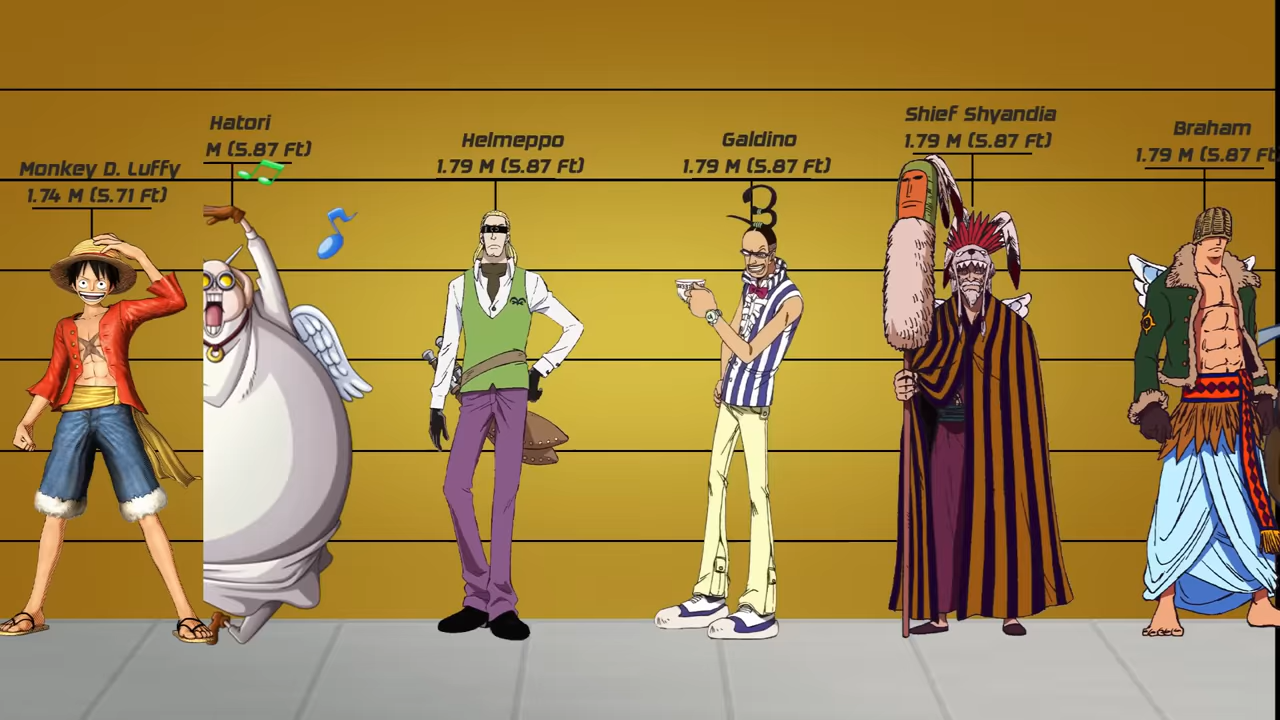 Monkey D. Luffy
1.74 M (5.71 Ft)
Hatori
M (5.87 Ft)
Helmeppo
1.79 M (5.87 Ft)
Galdino
1.79 M (5.87 Ft)
Shief Shyandia
1.79 M (5.87 Ft)
Braham
1.79 M (5.87 Ft